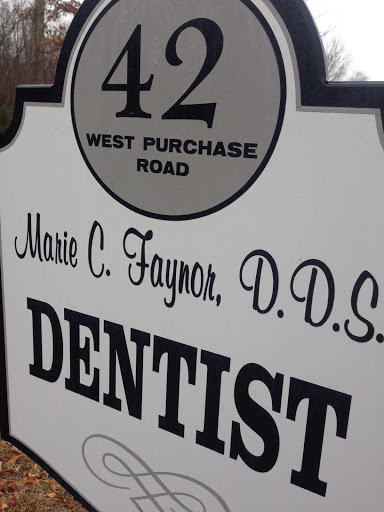 42
WEST PURCHASE
ROAD
Marie C. Faynor, D.D.S.
DENTIST